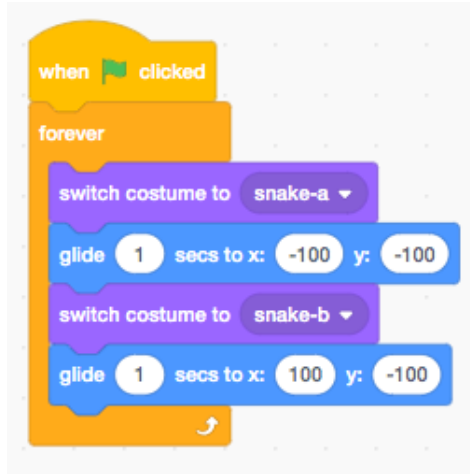 when clicked
forever
switch costume to snake-a
glide 1 secs to x: -100 y: -100
switch costume to snake-b
glide 1 secs to x: 100 y: -100